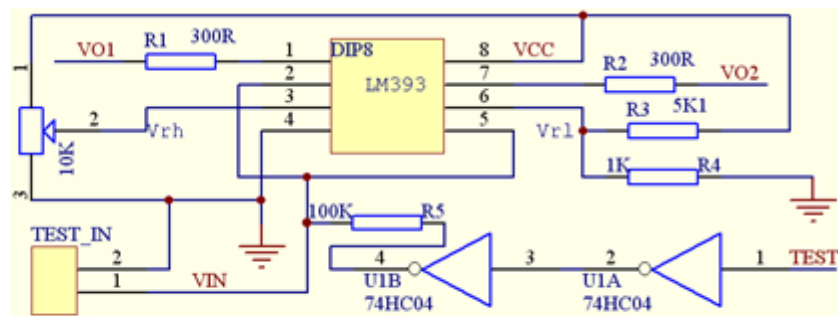 VO1 R1 300R 1 DIP8 8 VCC
2 LM393 7 R2 300R VO2
1 2 Vrh 3 6 Vrl R3 5K1
10K 4 5 1K R4
3
TEST_IN 100K R5
2 4 3 2 1 TEST
1 VIN U1B U1A
74HC04 74HC04